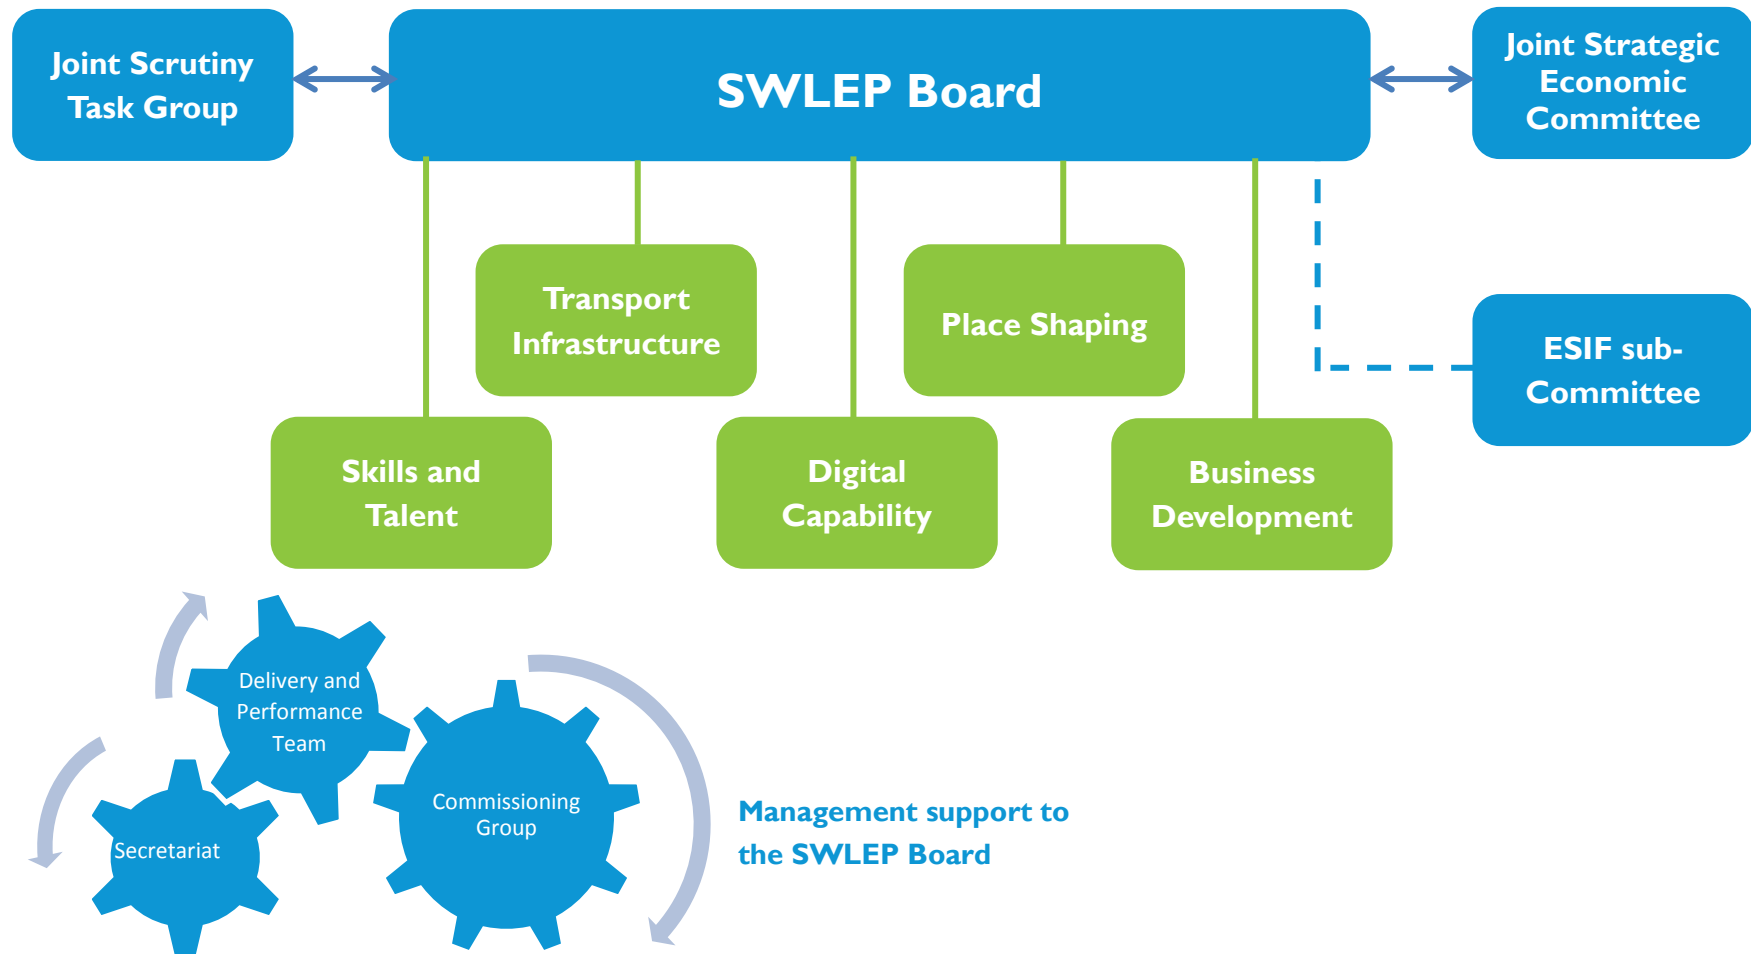 Joint Scrutiny
Task Group
SWLEP Board
Joint Strategic
Economic
Committee
Transport
Infrastructure
Place Shaping
ESIF sub-
Committee
Skills and
Talent
Digital
Capability
Business
Development
Delivery and
Performance
Team
Commissioning
Group
Secretariat
Management support to
the SWLEP Board